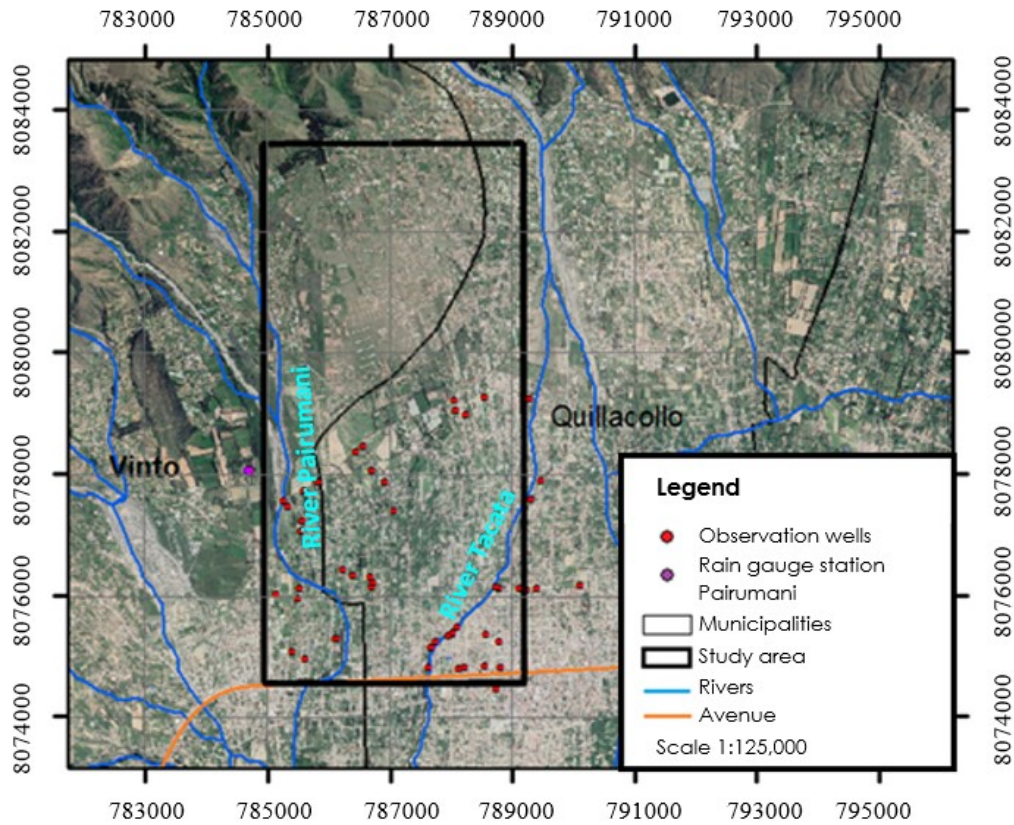 783000 785000 787000 789000 791000 793000 795000
8084000 8084000
8082000 8082000
8080000 8080000
8078000 8078000
8076000 8076000
8074000 8074000
River Pairumani
River Tacata
Quillacollo
Vinto
Legend
Observation wells
Rain gauge station
Pairumani
Municipalities
Study area
Rivers
Avenue
Scale 1:125,000
783000 785000 787000 789000 791000 793000 795000